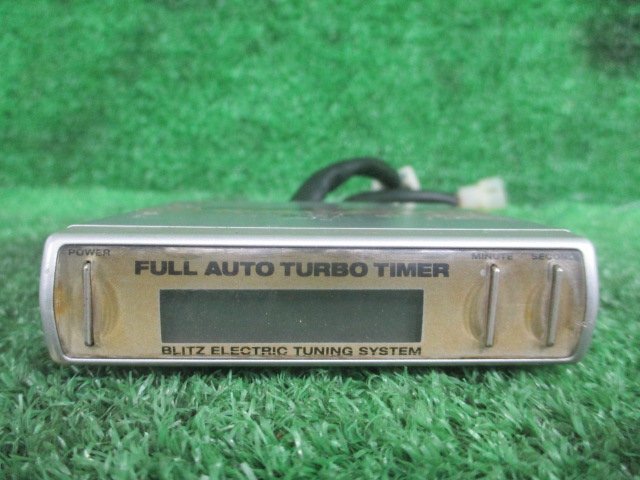 POWER
FULL AUTO TURBO TIMER
MINUTE SECOND
BLITZ ELECTRIC TUNING SYSTEM